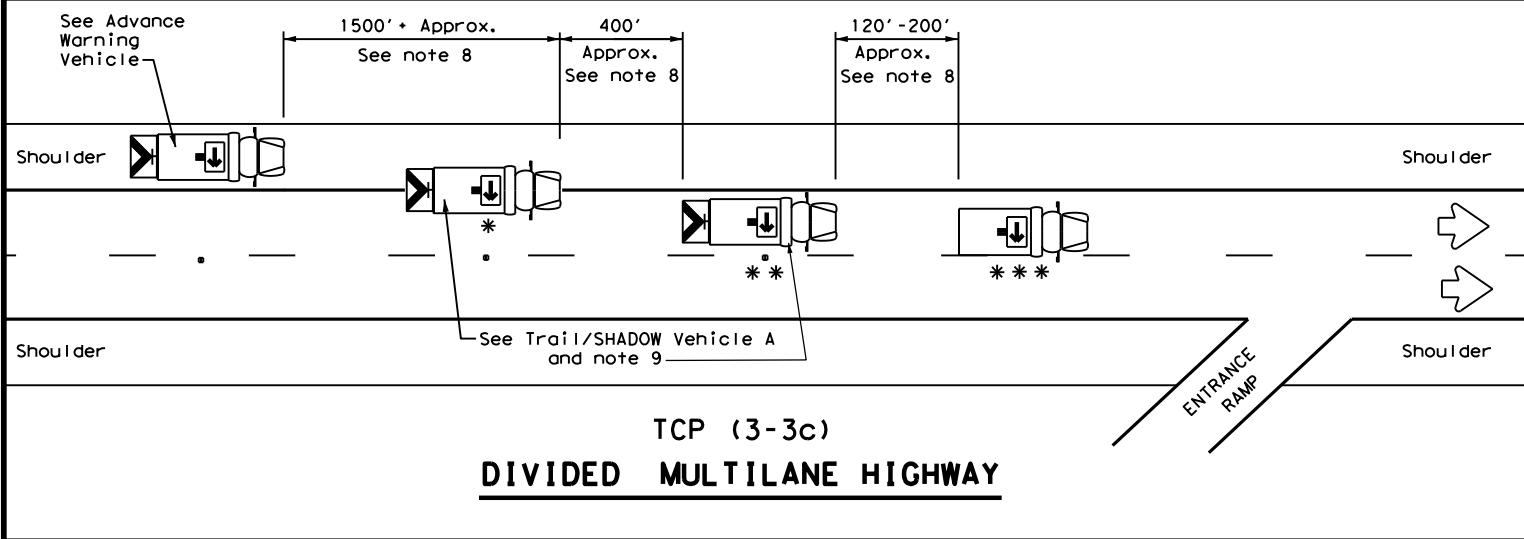 See Advance
Warning
Vehicle
1500'+ Approx.
See note 8
400'
Approx.
See note 8
120'-200'
Approx.
See note 8
Shoulder
Shoulder
*
* *
* * *
See Trail/SHADOW Vehicle A
and note 9
Shoulder
Shoulder
ENTRANCE
RAMP
TCP (3-3c)
DIVIDED MULTILANE HIGHWAY